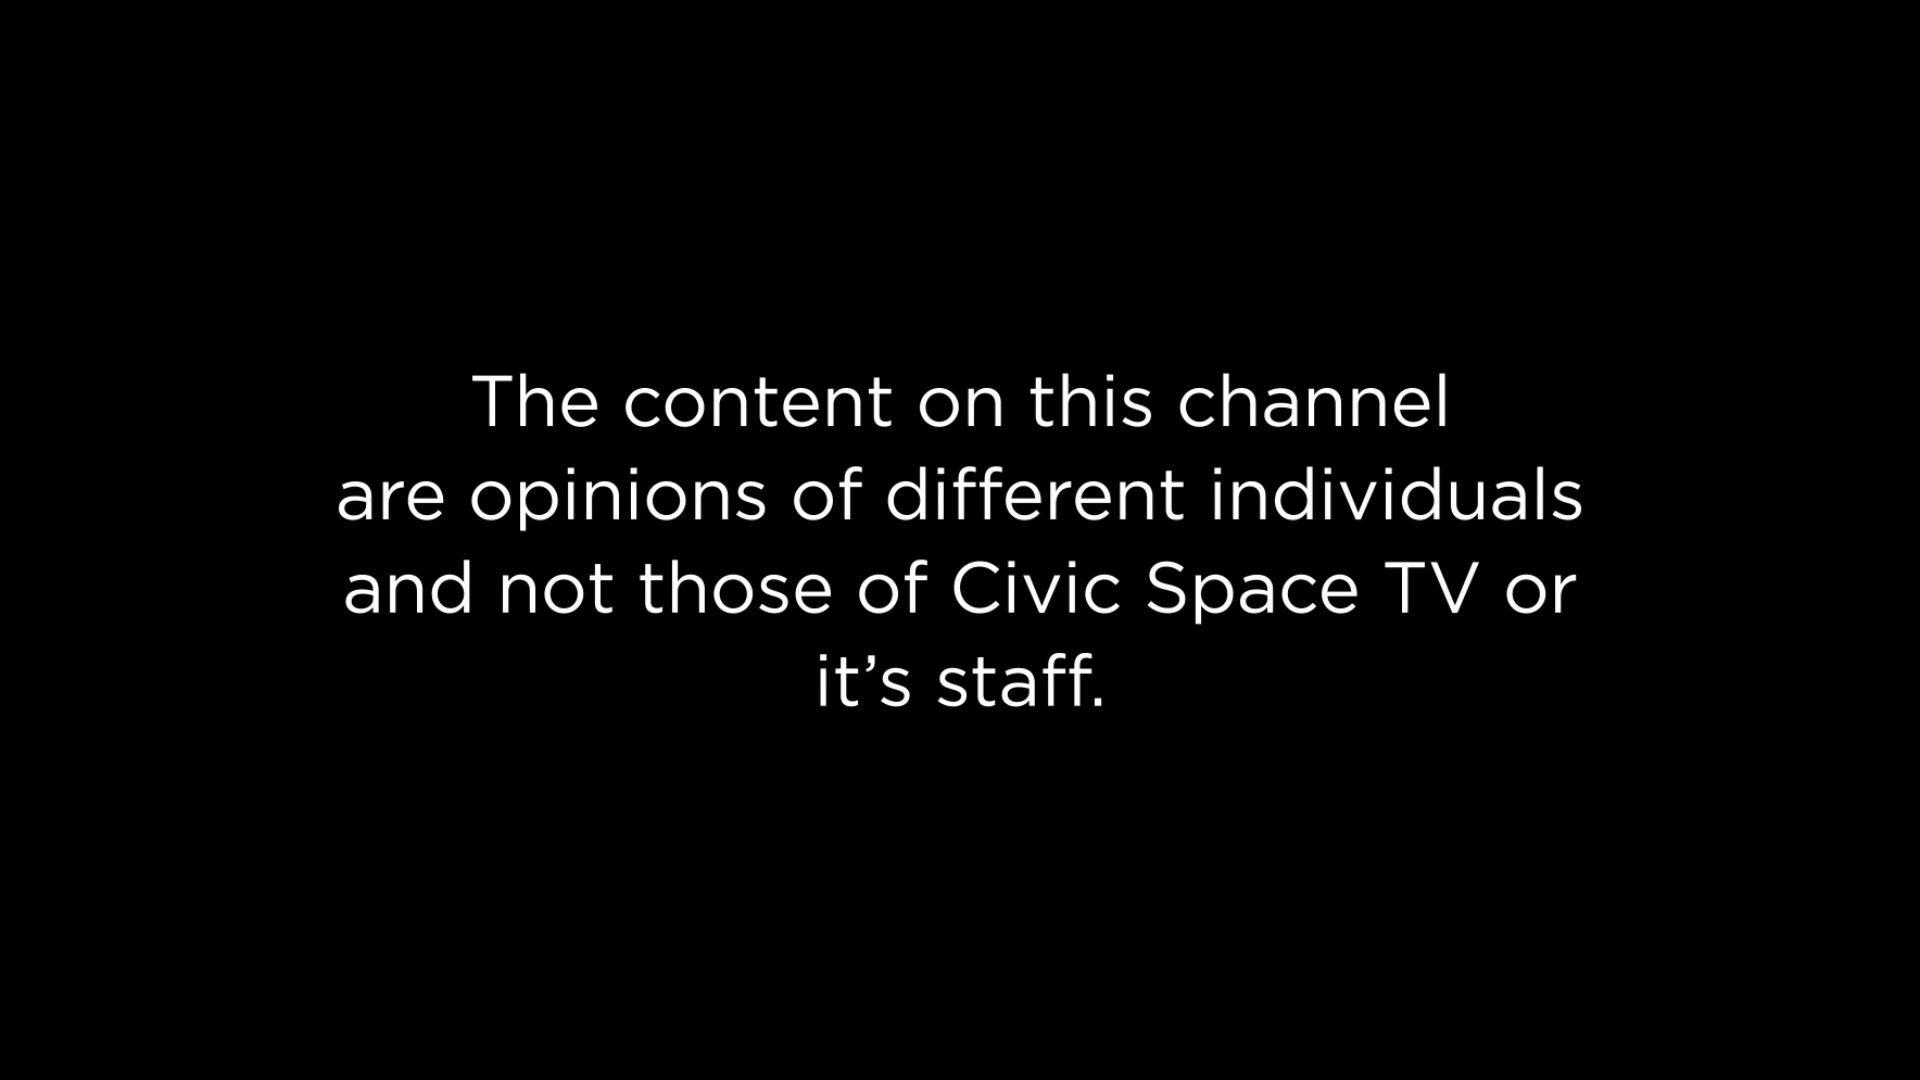 The content on this channel
are opinions of different individuals
and not those of Civic Space TV or
it’s staff.